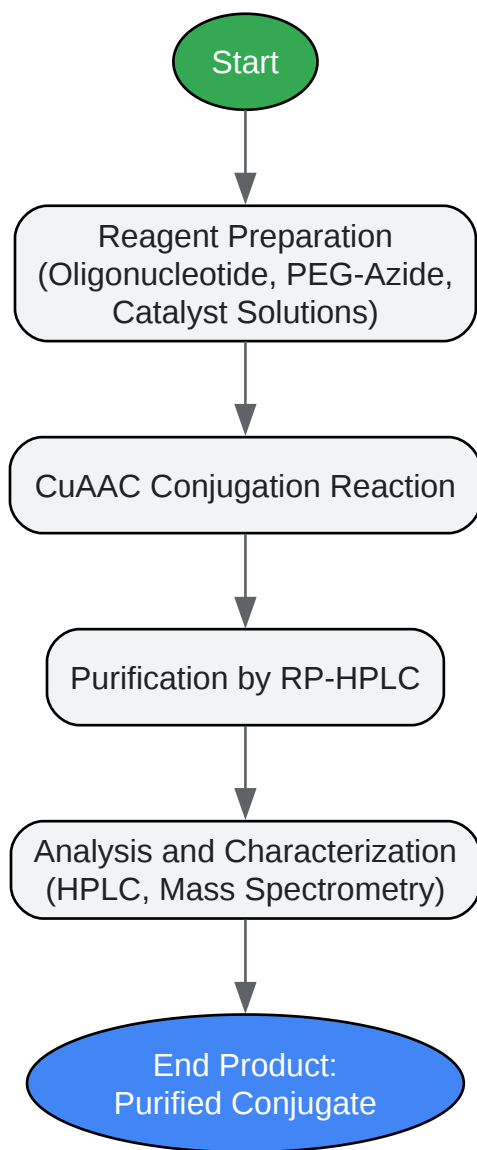 Start
Reagent Preparation
(Oligonucleotide, PEG-Azide,
Catalyst Solutions)
CuAAC Conjugation Reaction
Purification by RP-HPLC
Analysis and Characterization
(HPLC, Mass Spectrometry)
End Product:
Purified Conjugate